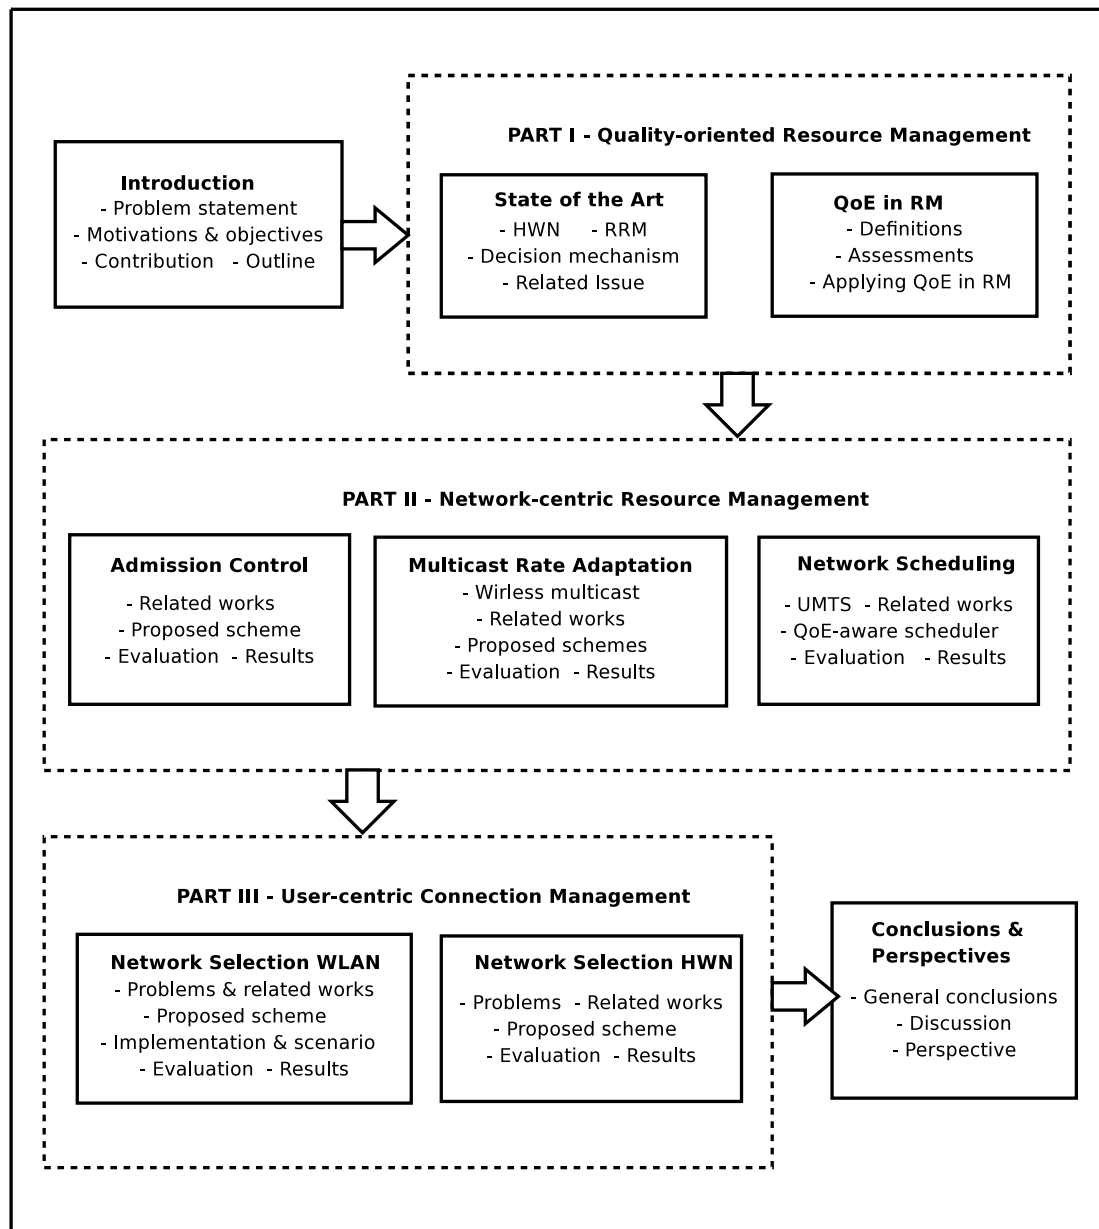 Introduction
- Problem statement
- Motivations & objectives
- Contribution - Outline
PART I - Quality-oriented Resource Management
State of the Art
- HWN - RRM
- Decision mechanism
- Related Issue
QoE in RM
- Definitions
- Assessments
- Applying QoE in RM
PART II - Network-centric Resource Management
Admission Control
- Related works
- Proposed scheme
- Evaluation - Results
Multicast Rate Adaptation
- Wirless multicast
- Related works
- Proposed schemes
- Evaluation - Results
Network Scheduling
- UMTS - Related works
- QoE-aware scheduler
- Evaluation - Results
PART III - User-centric Connection Management
Network Selection WLAN
- Problems & related works
- Proposed scheme
- Implementation & scenario
- Evaluation - Results
Network Selection HWN
- Problems - Related works
- Proposed scheme
- Evaluation - Results
Conclusions &
Perspectives
- General conclusions
- Discussion
- Perspective